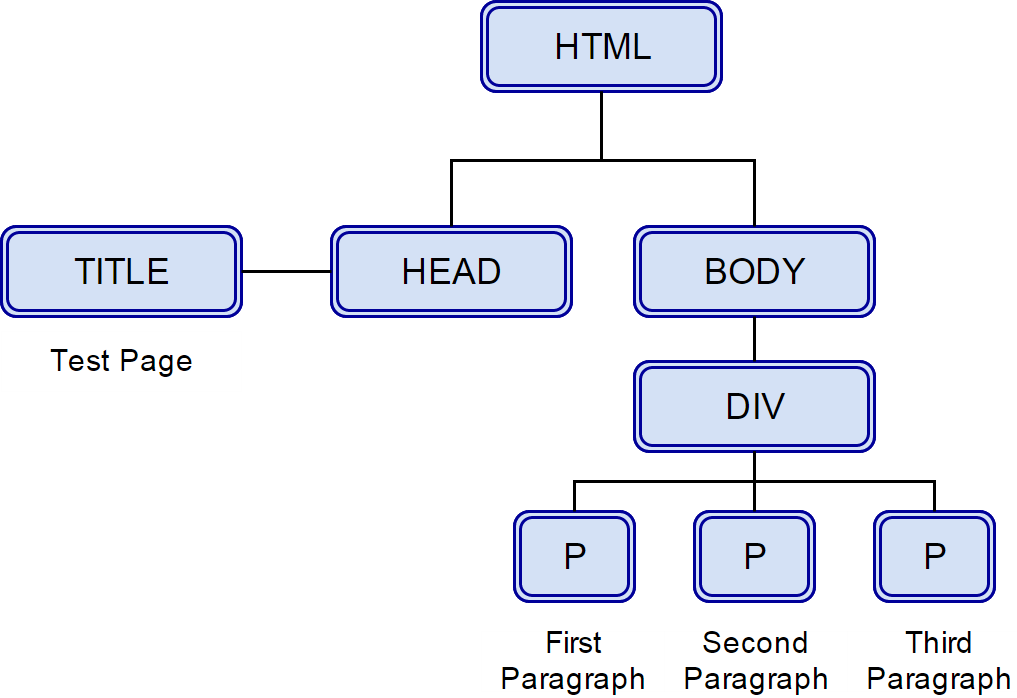 HTML
TITLE
HEAD
BODY
Test Page
DIV
P
P
P
First
Paragraph
Second
Paragraph
Third
Paragraph